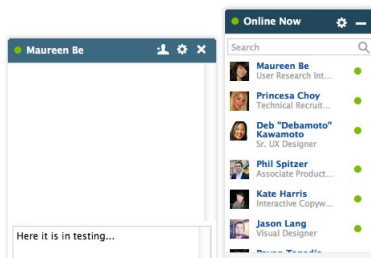 Maureen Be
Here it is in testing...
Online Now
Search
Maureen Be
User Research Int...
Princesa Choy
Technical Recruit...
Deb "Debamoto"
Kawamoto
Sr. UX Designer
Phil Spitzer
Associate Product...
Kate Harris
Interactive Copyw...
Jason Lang
Visual Designer